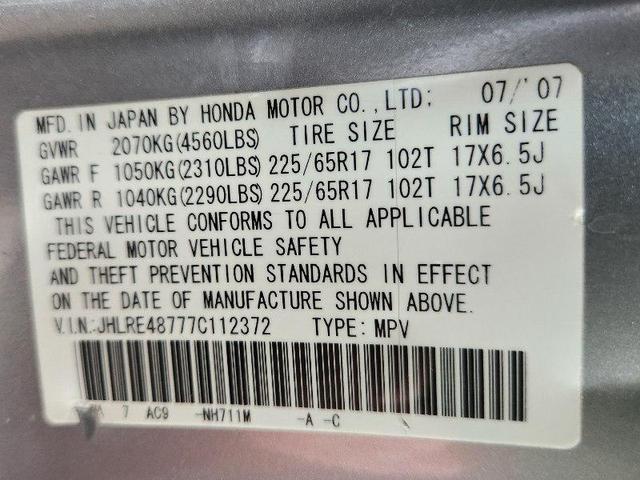 MFD. IN JAPAN BY HONDA MOTOR CO.,LTD: 07/'07
GVWR 2070KG(4560LBS) TIRE SIZE RIM SIZE
GAWR F 1050KG(2310LBS) 225/65R17 102T 17X6.5J
GAWR R 1040KG(2290LBS) 225/65R17 102T 17X6.5J
THIS VEHICLE CONFORMS TO ALL APPLICABLE
FEDERAL MOTOR VEHICLE SAFETY
AND THEFT PREVENTION STANDARDS IN EFFECT
ON THE DATE OF MANUFACTURE SHOWN ABOVE.
V.I.N:JHLRE48777C112372 TYPE: MPV
7 AC9 -NH711M -A -C